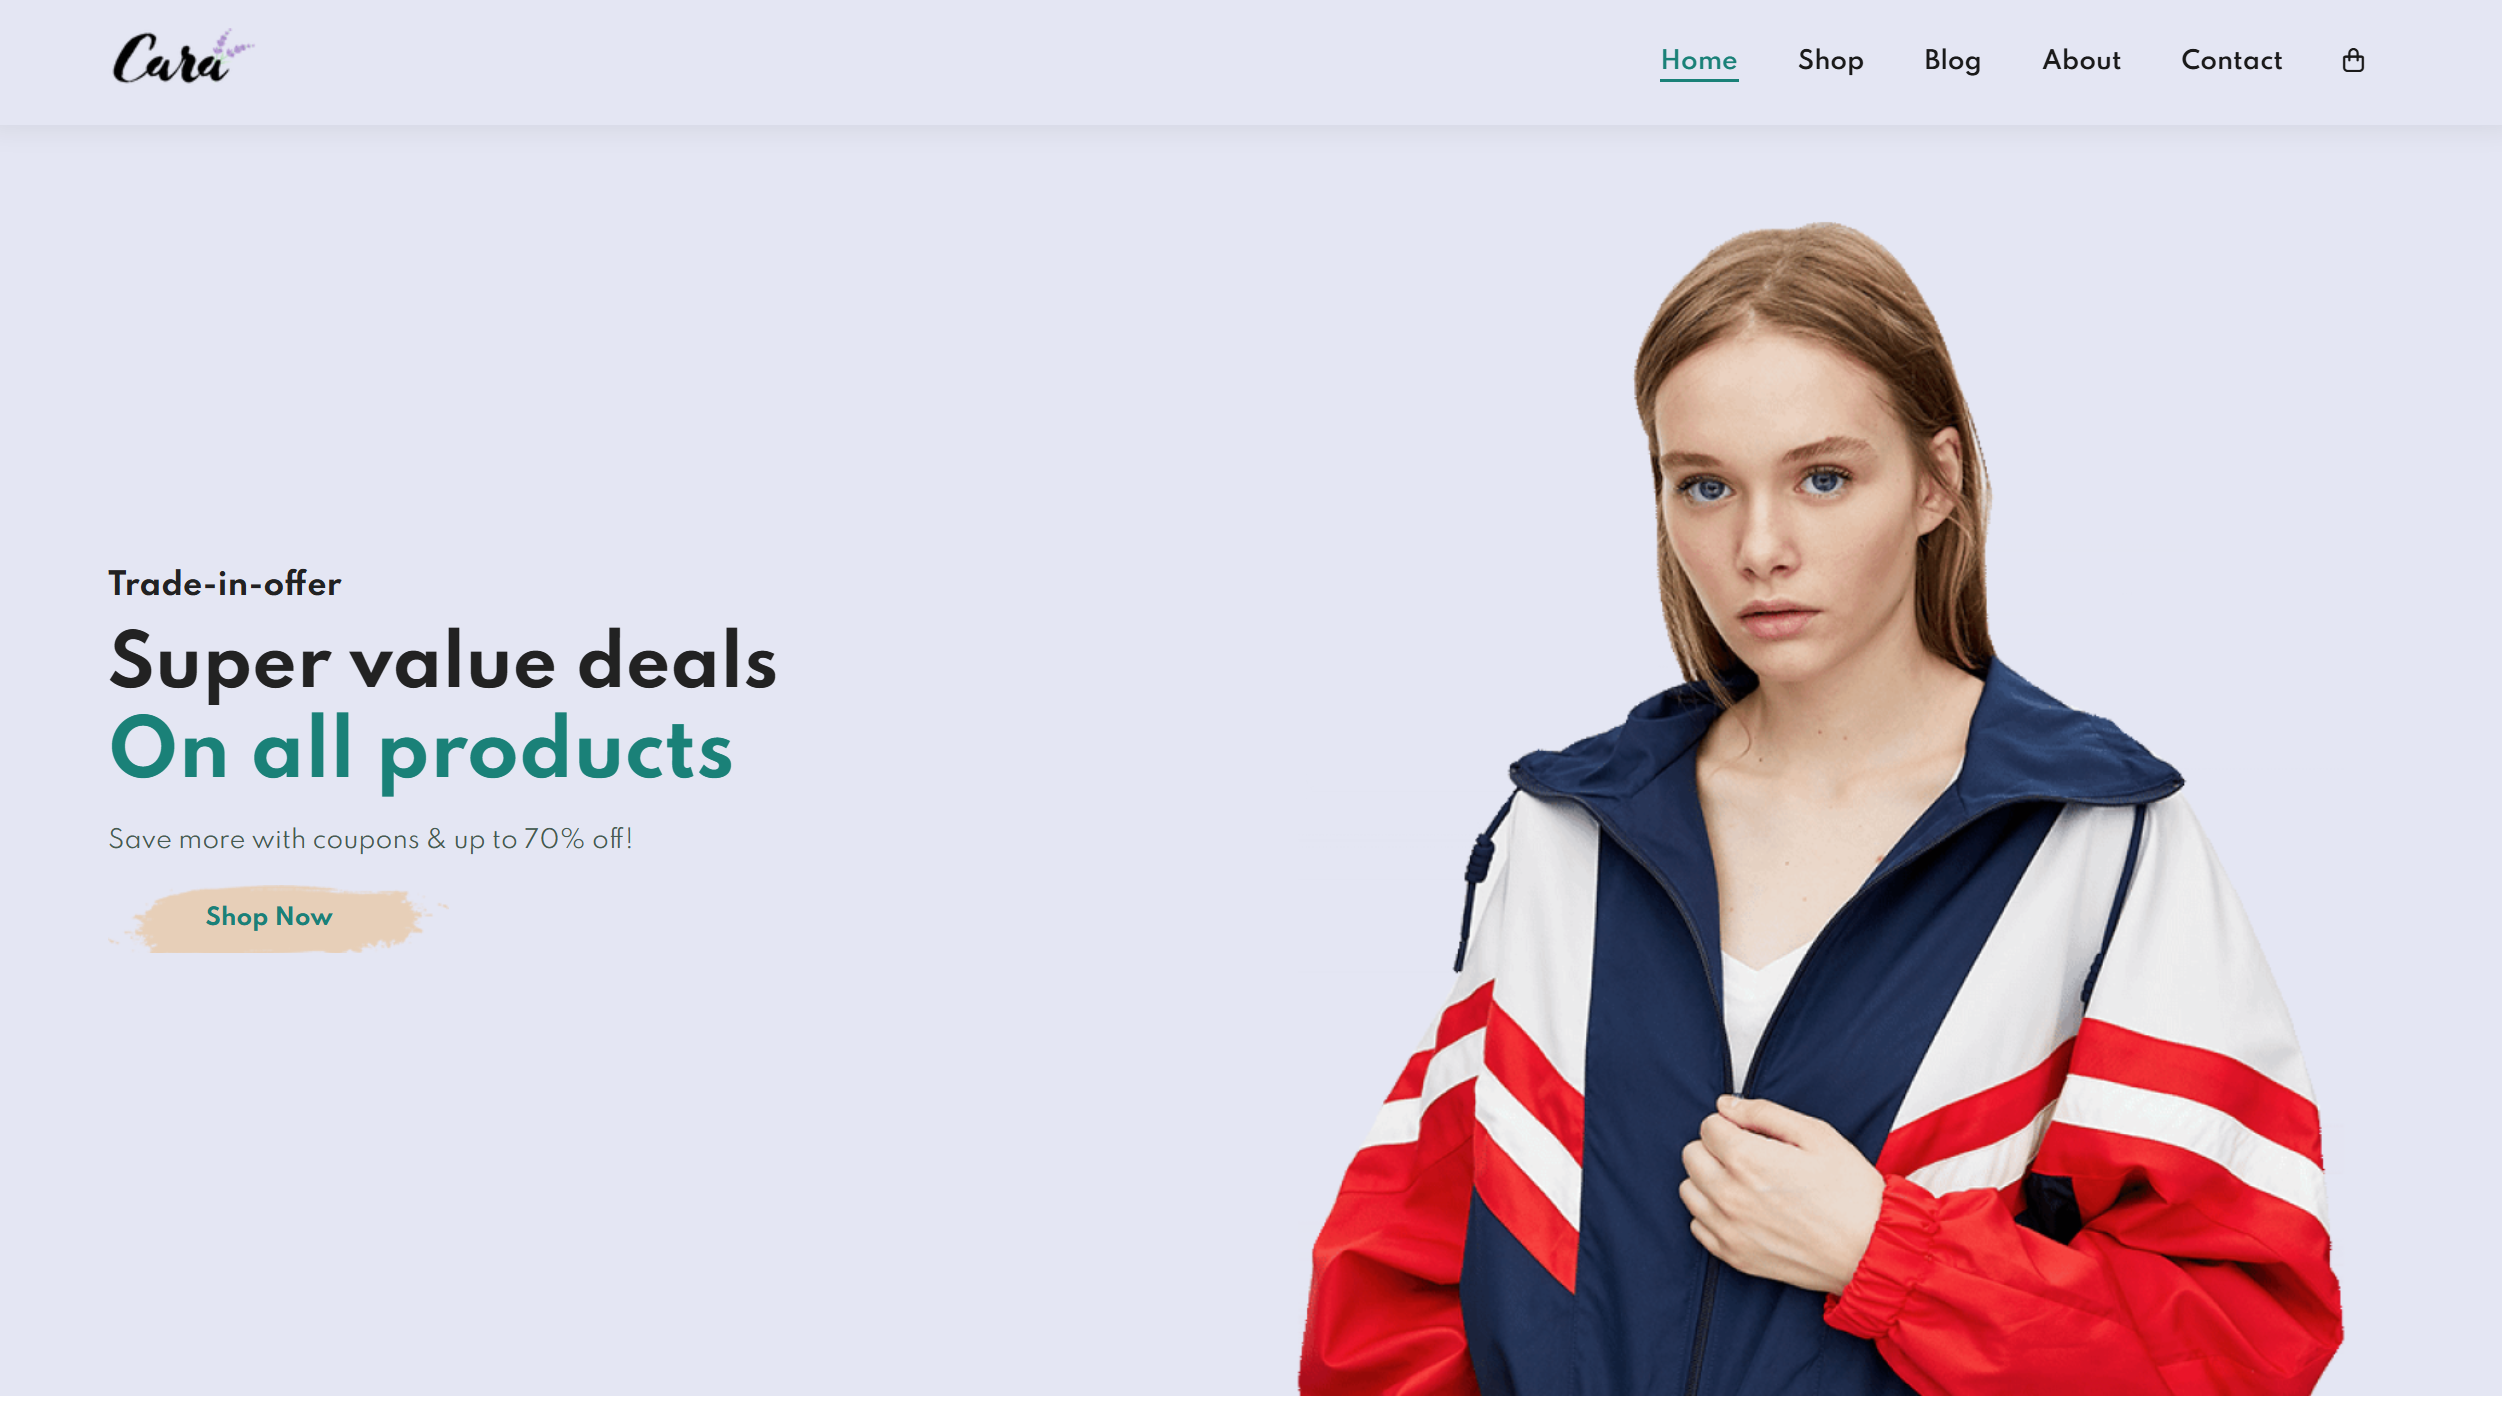 Cara
Home Shop Blog About Contact
Trade-in-offer
Super value deals
On all products
Save more with coupons & up to 70% off!
Shop Now